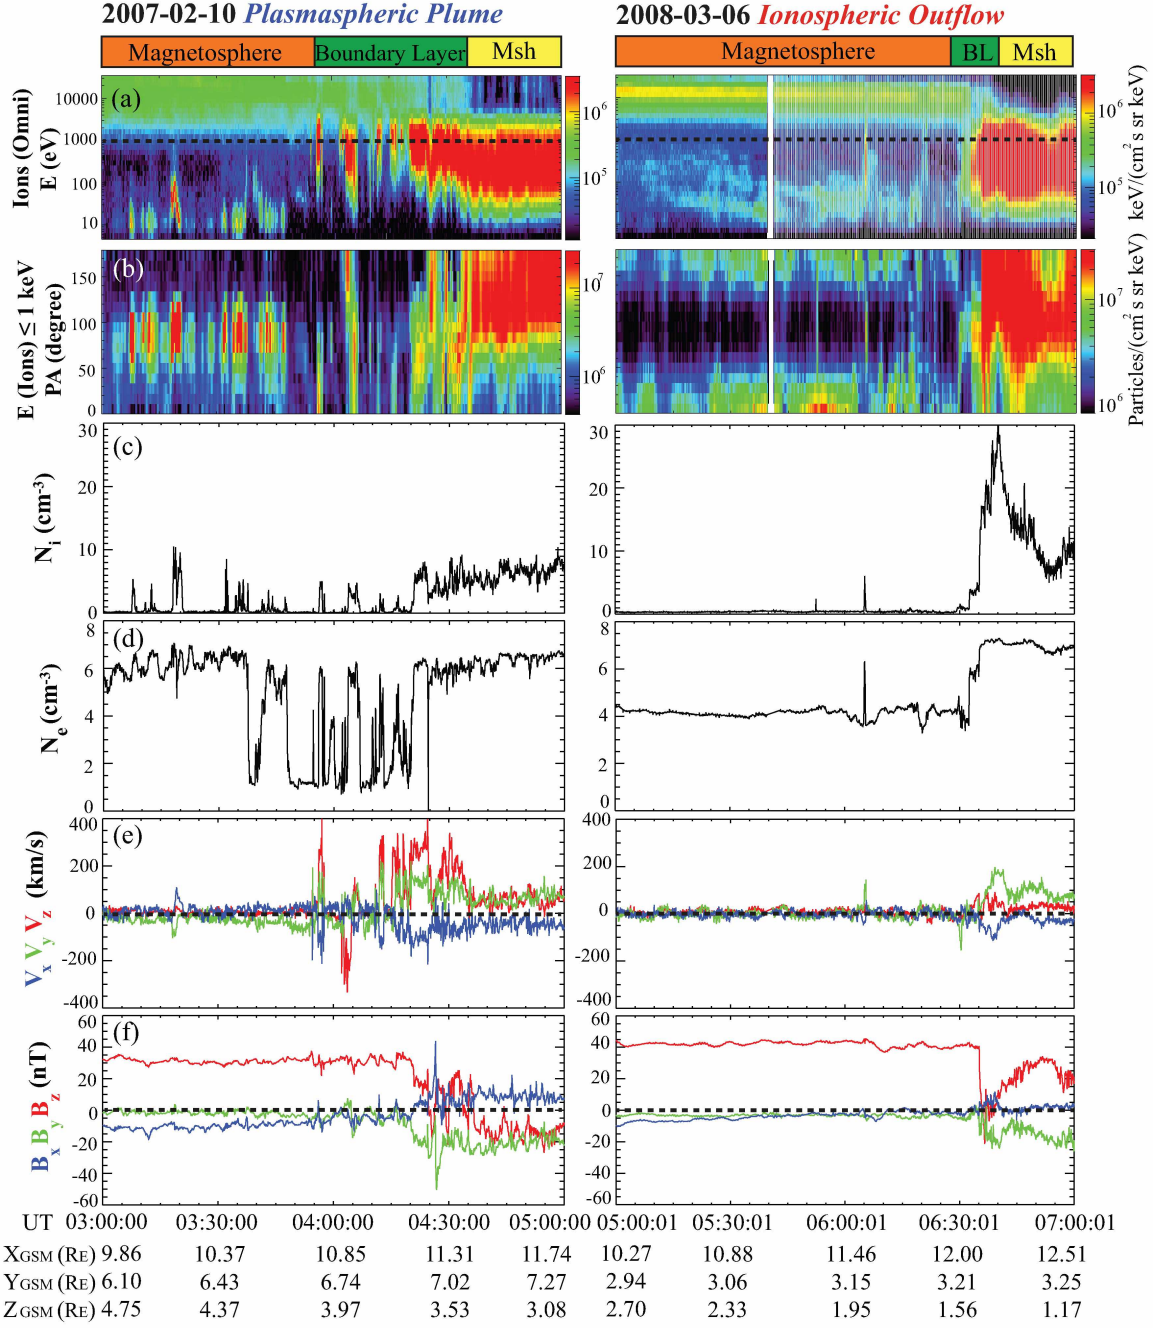 2007-02-10 Plasmaspheric Plume
2008-03-06 Ionospheric Outflow
Magnetosphere Boundary Layer Msh
Magnetosphere BL Msh
(a)
Ions (Omni)
E (eV)
10000
1000
100
10
10⁶
10⁵
10⁶
10⁵
keV/(cm² s sr keV)
(b)
E (Ions) ≤ 1 keV
PA (degree)
150
100
50
0
10⁷
10⁶
10⁷
10⁶
Particles/(cm² s sr keV)
(c)
Nᵢ (cm⁻³)
30
20
10
0
30
20
10
0
(d)
Nₑ (cm⁻³)
8
6
4
2
0
8
6
4
2
0
(e)
Vₓ Vy Vz (km/s)
400
200
0
-200
-400
400
200
0
-200
-400
(f)
Bₓ By Bz (nT)
60
40
20
0
-20
-40
-60
60
40
20
0
-20
-40
-60
UT 03:00:00 03:30:00 04:00:00 04:30:00 05:00:00 05:00:01 05:30:01 06:00:01 06:30:01 07:00:01
XGSM (RE) 9.86 10.37 10.85 11.31 11.74 10.27 10.88 11.46 12.00 12.51
YGSM (RE) 6.10 6.43 6.74 7.02 7.27 2.94 3.06 3.15 3.21 3.25
ZGSM (RE) 4.75 4.37 3.97 3.53 3.08 2.70 2.33 1.95 1.56 1.17